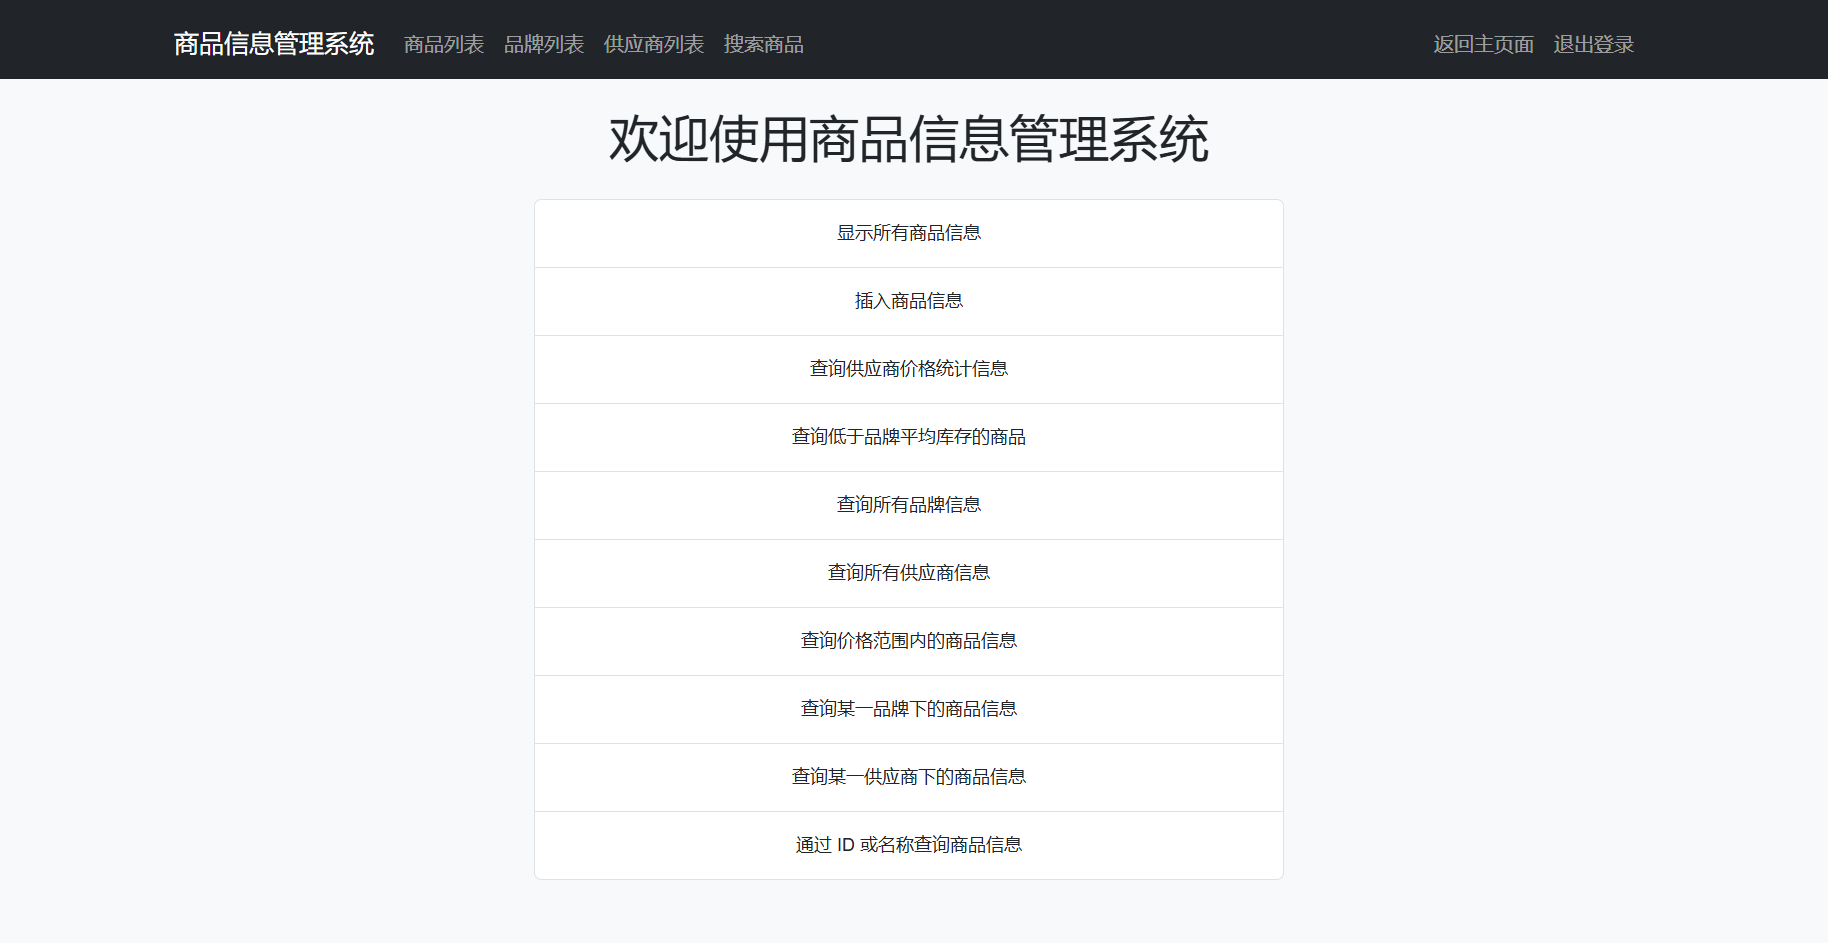 商品信息管理系统 商品列表 品牌列表 供应商列表 搜索商品 返回主页面 退出登录
欢迎使用商品信息管理系统
显示所有商品信息
插入商品信息
查询供应商价格统计信息
查询低于品牌平均库存的商品
查询所有品牌信息
查询所有供应商信息
查询价格范围内的商品信息
查询某一品牌下的商品信息
查询某一供应商下的商品信息
通过 ID 或名称查询商品信息